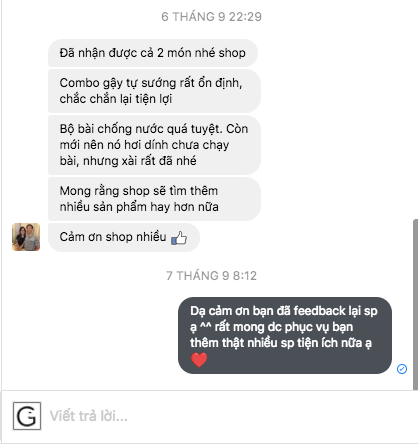 6 THÁNG 9 22:29
Đã nhận được cả 2 món nhé shop
Combo gậy tự sướng rất ổn định,
chắc chắn lại tiện lợi
Bộ bài chống nước quá tuyệt. Còn
mới nên nó hơi dính chưa chạy
bài, nhưng xài rất đã nhé
Mong rằng shop sẽ tìm thêm
nhiều sản phẩm hay hơn nữa
Cảm ơn shop nhiều 👍
7 THÁNG 9 8:12
Dạ cảm ơn bạn đã feedback lại sp
ạ ^^ rất mong dc phục vụ bạn
thêm thật nhiều sp tiện ích nữa ạ
❤️
G Viết trả lời...